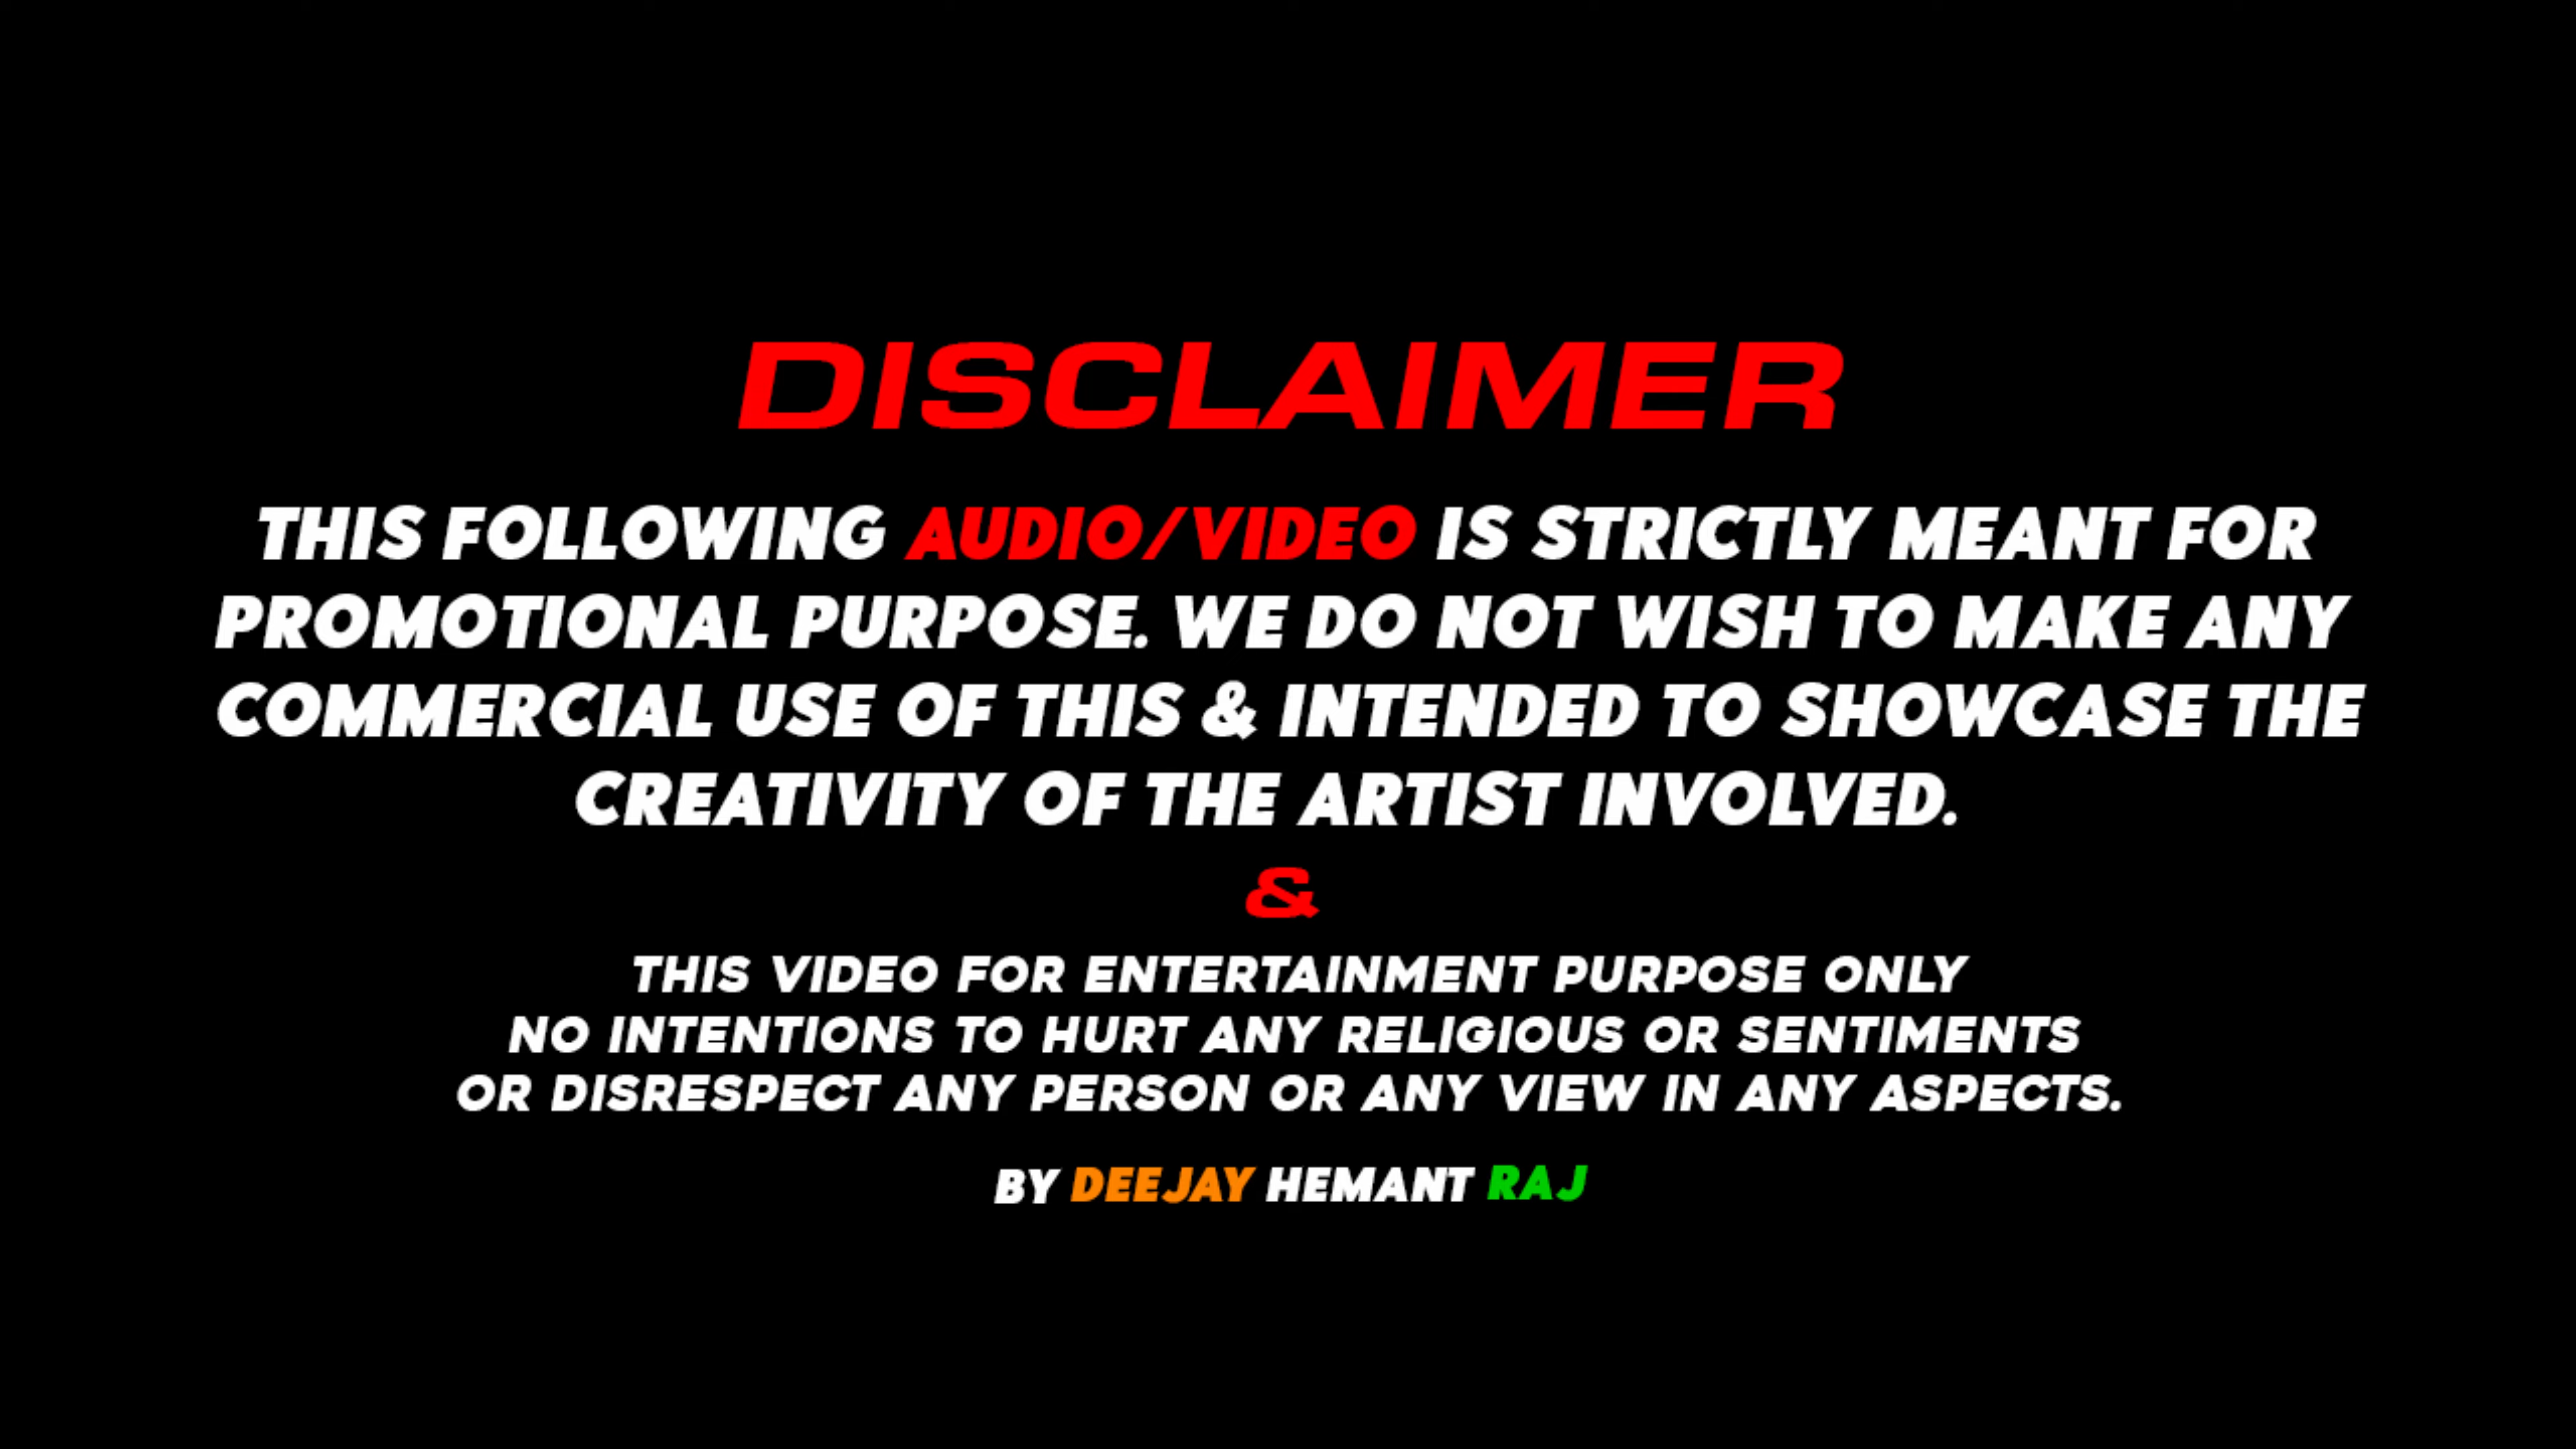 DISCLAIMER
THIS FOLLOWING AUDIO/VIDEO IS STRICTLY MEANT FOR
PROMOTIONAL PURPOSE. WE DO NOT WISH TO MAKE ANY
COMMERCIAL USE OF THIS & INTENDED TO SHOWCASE THE
CREATIVITY OF THE ARTIST INVOLVED.
&
THIS VIDEO FOR ENTERTAINMENT PURPOSE ONLY
NO INTENTIONS TO HURT ANY RELIGIOUS OR SENTIMENTS
OR DISRESPECT ANY PERSON OR ANY VIEW IN ANY ASPECTS.
BY DEEJAY HEMANT RAJ